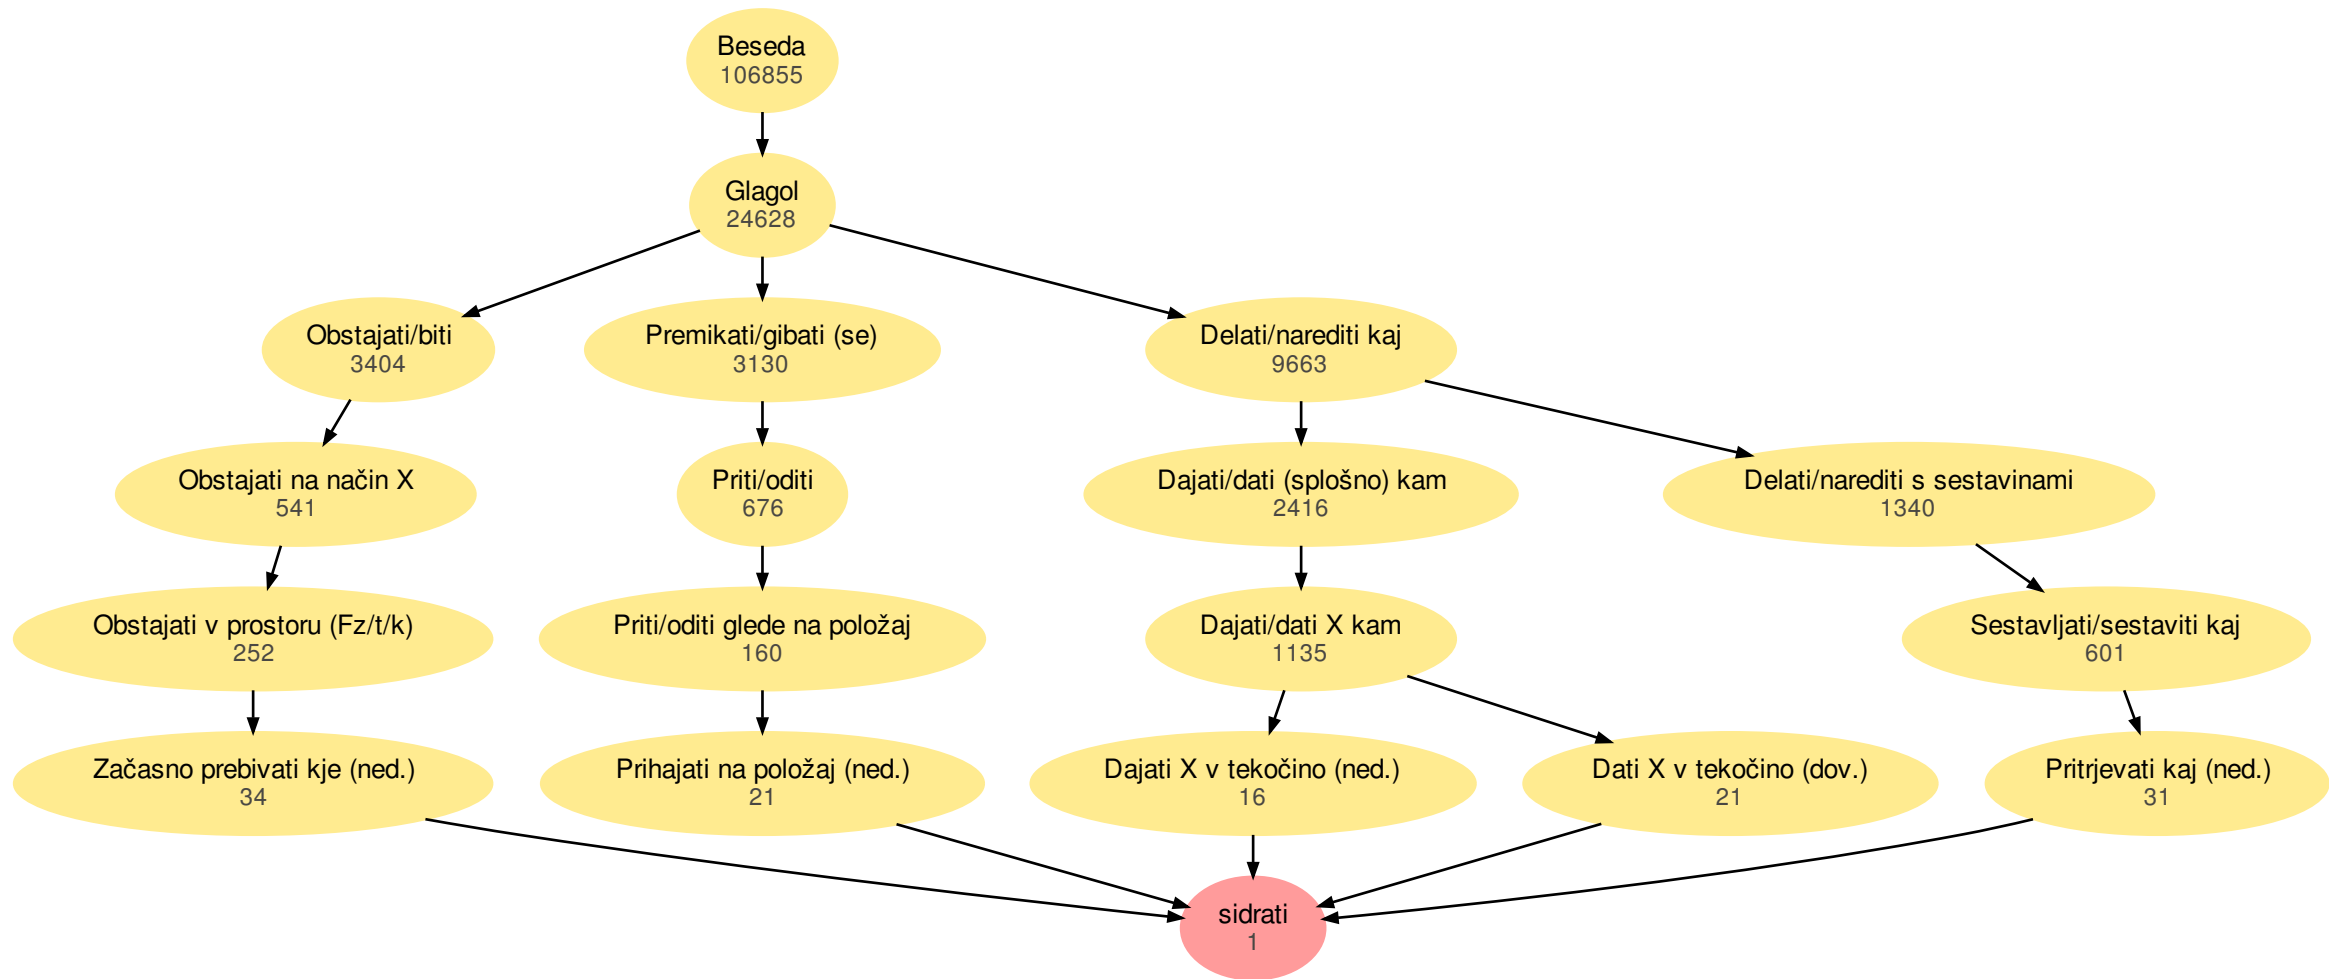 Beseda
106855
Glagol
24628
Obstajati/biti
3404
Premikati/gibati (se)
3130
Delati/narediti kaj
9663
Obstajati na način X
541
Priti/oditi
676
Dajati/dati (splošno) kam
2416
Delati/narediti s sestavinami
1340
Obstajati v prostoru (Fz/t/k)
252
Priti/oditi glede na položaj
160
Dajati/dati X kam
1135
Sestavljati/sestaviti kaj
601
Začasno prebivati kje (ned.)
34
Prihajati na položaj (ned.)
21
Dajati X v tekočino (ned.)
16
Dati X v tekočino (dov.)
21
Pritrjevati kaj (ned.)
31
sidrati
1